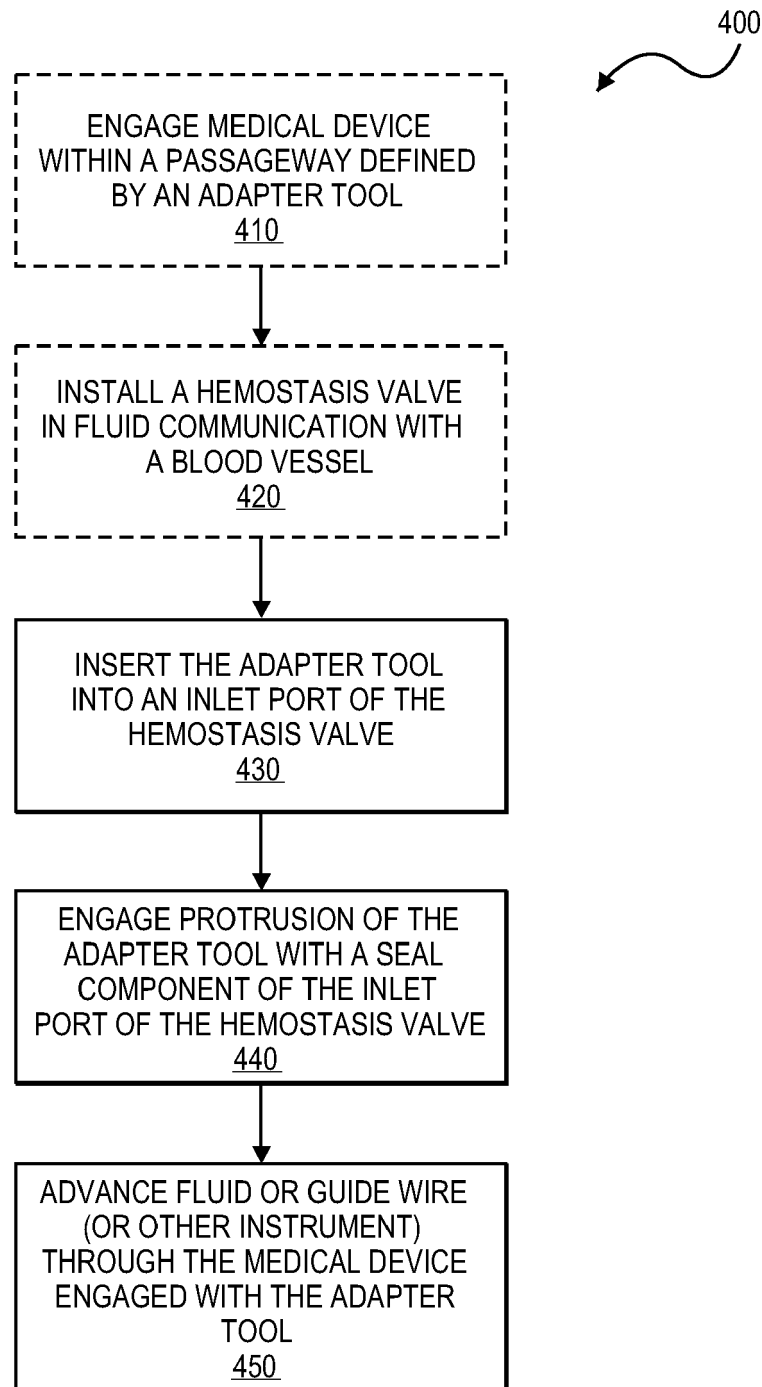 400
ENGAGE MEDICAL DEVICE
WITHIN A PASSAGEWAY DEFINED
BY AN ADAPTER TOOL
410
INSTALL A HEMOSTASIS VALVE
IN FLUID COMMUNICATION WITH
A BLOOD VESSEL
420
INSERT THE ADAPTER TOOL
INTO AN INLET PORT OF THE
HEMOSTASIS VALVE
430
ENGAGE PROTRUSION OF THE
ADAPTER TOOL WITH A SEAL
COMPONENT OF THE INLET
PORT OF THE HEMOSTASIS VALVE
440
ADVANCE FLUID OR GUIDE WIRE
(OR OTHER INSTRUMENT)
THROUGH THE MEDICAL DEVICE
ENGAGED WITH THE ADAPTER
TOOL
450